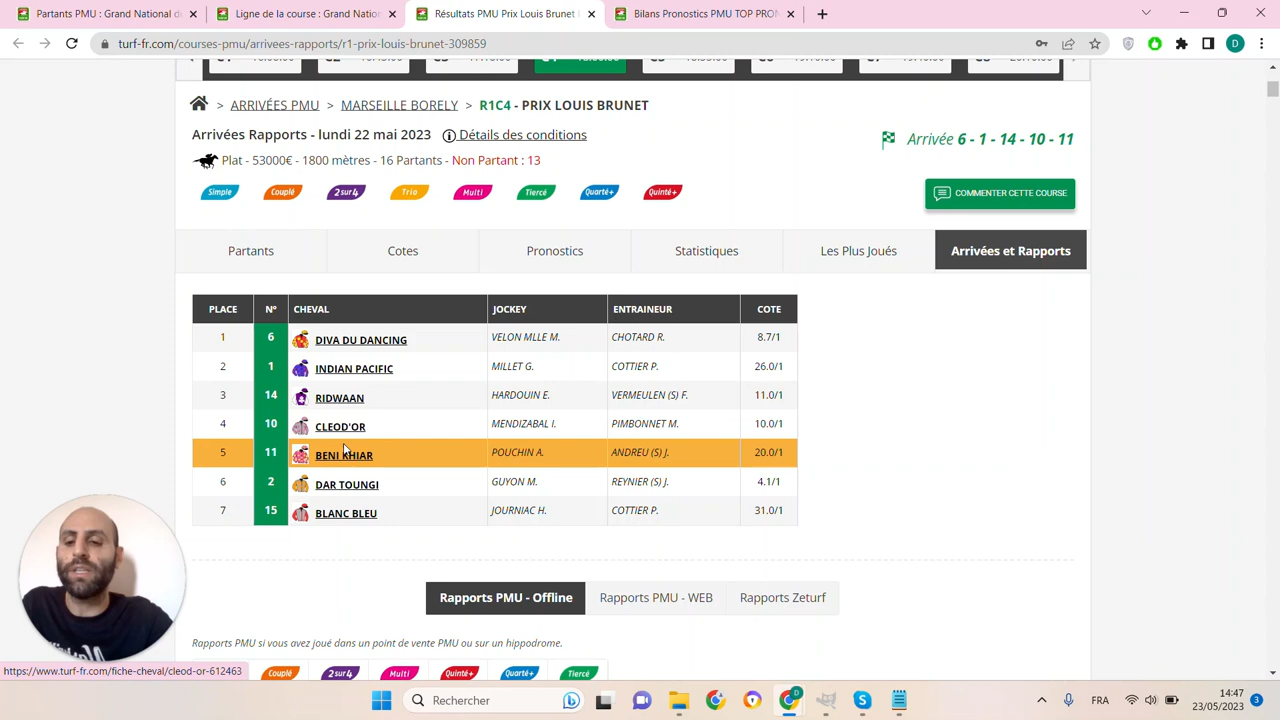 Partants PMU : Grand National d
Ligne de la course : Grand Natio
Résultats PMU Prix Louis Brunet
Bilans Pronostics PMU TOP PRO
turf-fr.com/courses-pmu/arrivees-rapports/r1-prix-louis-brunet-309859
D
> ARRIVÉES PMU > MARSEILLE BORELY > R1C4 - PRIX LOUIS BRUNET
Arrivées Rapports - lundi 22 mai 2023 Détails des conditions
Arrivée 6 - 1 - 14 - 10 - 11
Plat - 53000€ - 1800 mètres - 16 Partants - Non Partant : 13
Simple Couplé 2sur4 Trio Multi Tiercé Quarté+ Quinté+
COMMENTER CETTE COURSE
Partants Cotes Pronostics Statistiques Les Plus Joués Arrivées et Rapports
PLACE N° CHEVAL JOCKEY ENTRAINEUR COTE
1 6 DIVA DU DANCING VELON MLLE M. CHOTARD R. 8.7/1
2 1 INDIAN PACIFIC MILLET G. COTTIER P. 26.0/1
3 14 RIDWAAN HARDOUIN E. VERMEULEN (S) F. 11.0/1
4 10 CLEOD'OR MENDIZABAL I. PIMBONNET M. 10.0/1
5 11 BENI KHIAR POUCHIN A. ANDREU (S) J. 20.0/1
6 2 DAR TOUNGI GUYON M. REYNIER (S) J. 4.1/1
7 15 BLANC BLEU JOURNIAC H. COTTIER P. 31.0/1
Rapports PMU - Offline Rapports PMU - WEB Rapports Zeturf
Rapports PMU si vous avez joué dans un point de vente PMU ou sur un hippodrome.
Couplé 2sur4 Multi Quinté+ Quarté+ Tiercé
https://www.turf-fr.com/fiche-cheval/cleod-or-612463
Rechercher
FRA
14:47
23/05/2023
3